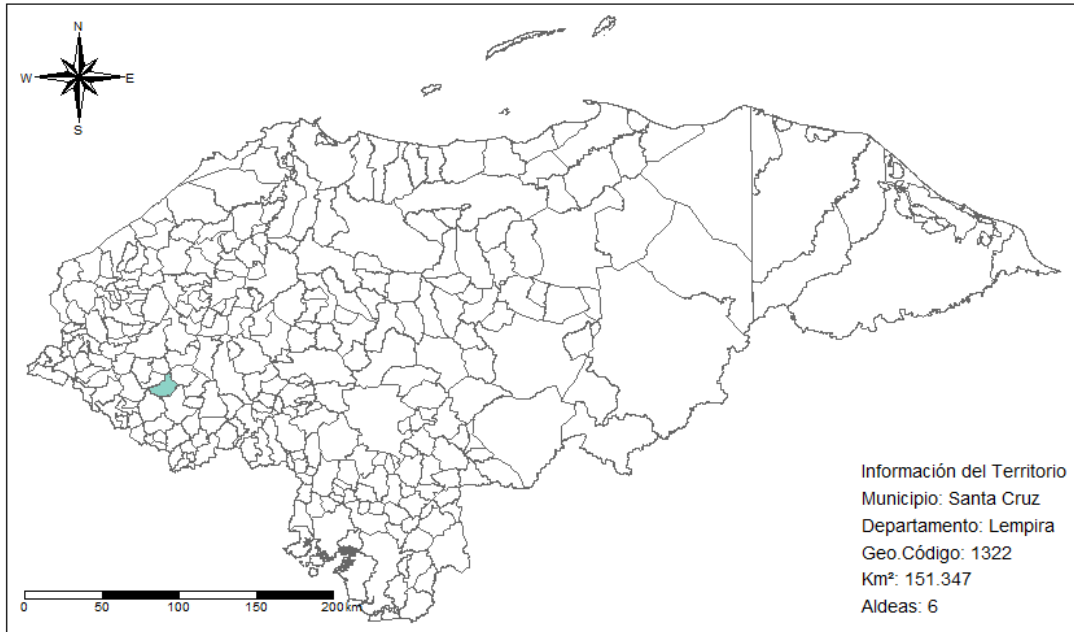 N
W E
S
Información del Territorio
Municipio: Santa Cruz
Departamento: Lempira
Geo.Código: 1322
Km²: 151.347
Aldeas: 6
0 50 100 150 200 km